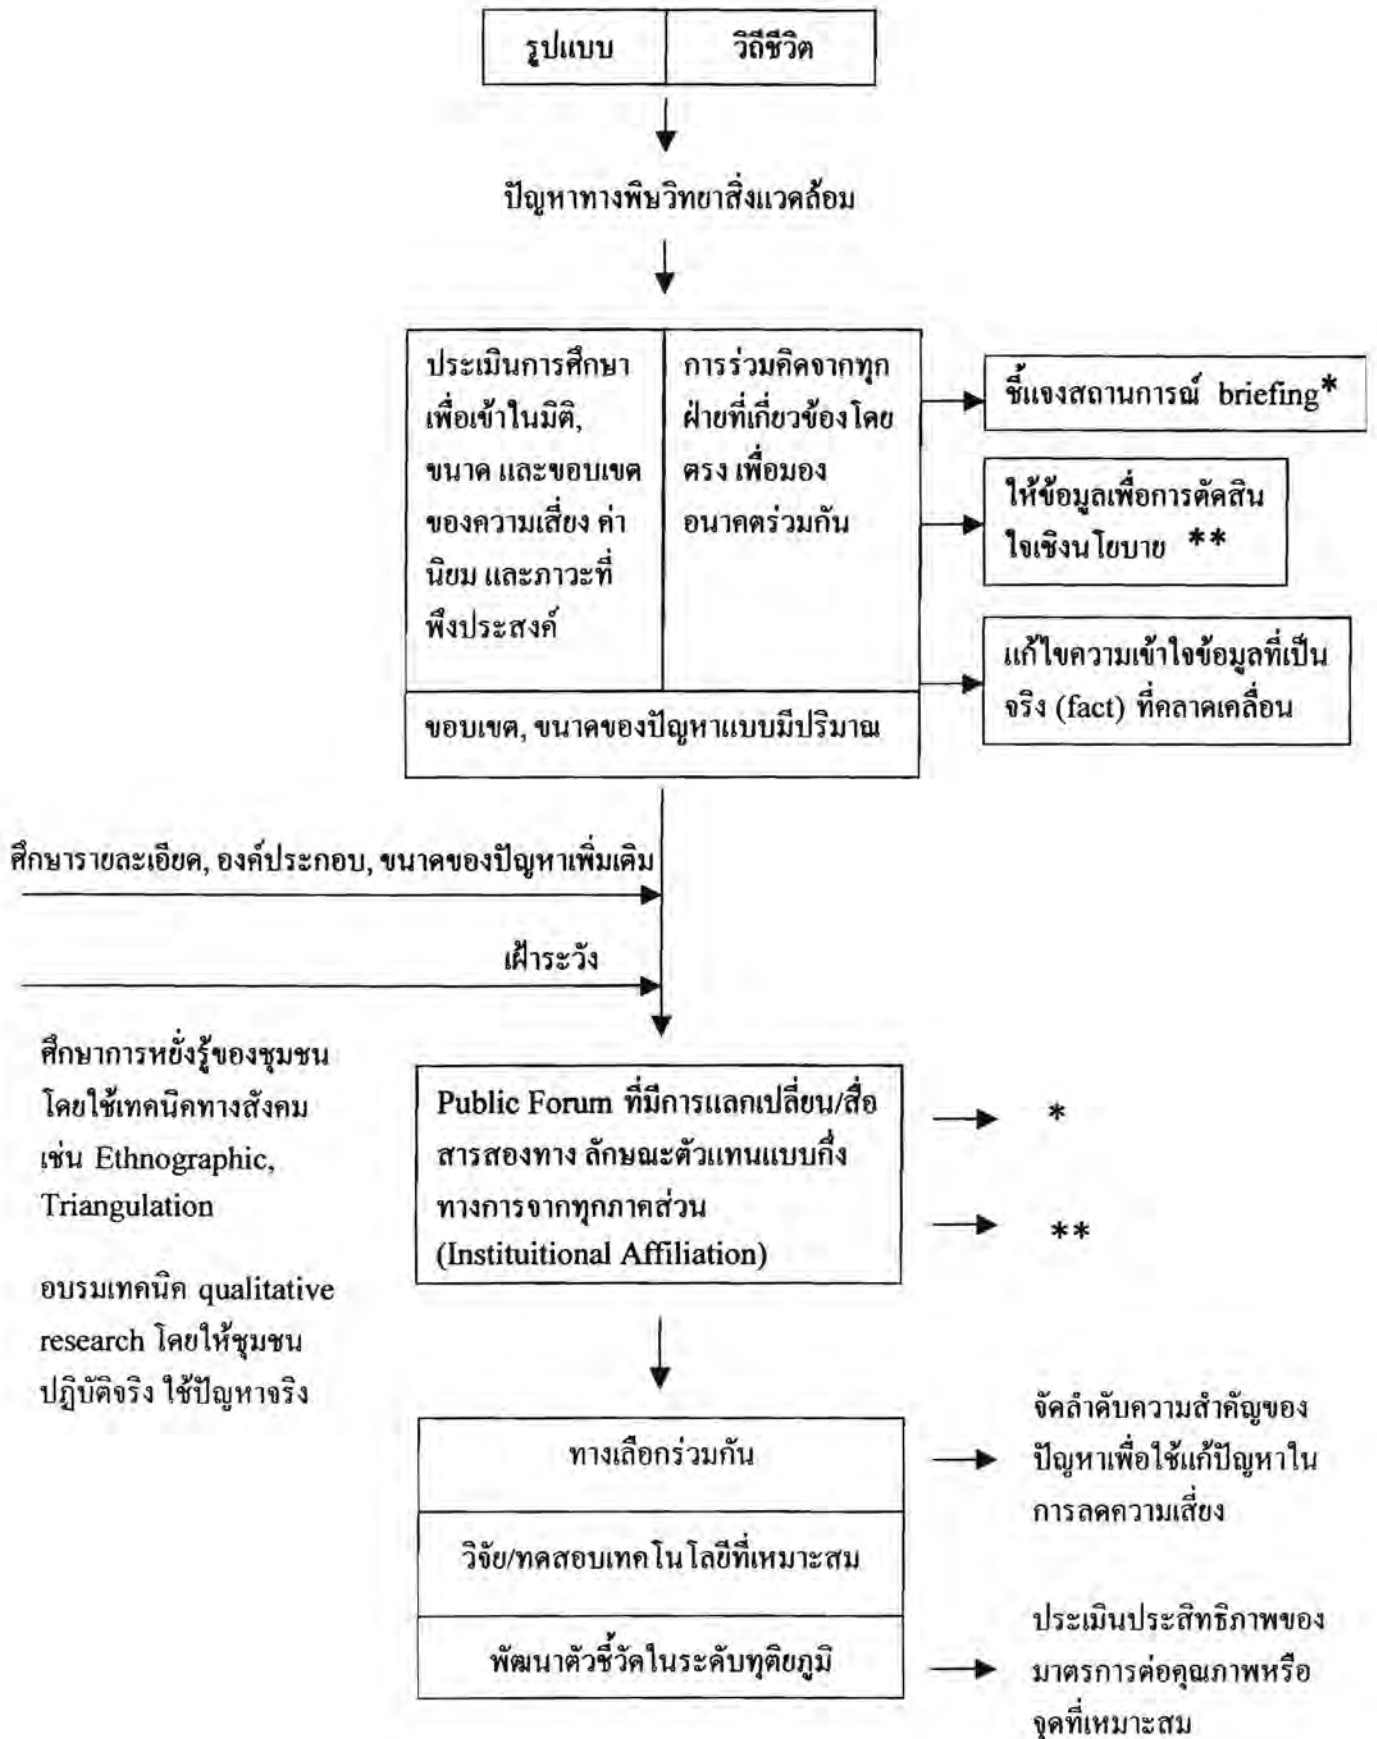 รูปแบบ
วิถีชีวิต
ปัญหาทางพิษวิทยาสิ่งแวดล้อม
ประเมินการศึกษา
เพื่อเข้าในมิติ,
ขนาด และขอบเขต
ของความเสี่ยง ค่า
นิยม และภาวะที่
พึงประสงค์
การร่วมคิดจากทุก
ฝ่ายที่เกี่ยวข้องโดย
ตรง เพื่อมอง
อนาคตร่วมกัน
ขอบเขต, ขนาดของปัญหาแบบมีปริมาณ
ชี้แจงสถานการณ์ briefing*
ให้ข้อมูลเพื่อการตัดสิน
ใจเชิงนโยบาย **
แก้ไขความเข้าใจข้อมูลที่เป็น
จริง (fact) ที่คลาดเคลื่อน
ศึกษารายละเอียด, องค์ประกอบ, ขนาดของปัญหาเพิ่มเติม
เฝ้าระวัง
ศึกษาการหยั่งรู้ของชุมชน
โดยใช้เทคนิคทางสังคม
เช่น Ethnographic,
Triangulation
อบรมเทคนิค qualitative
research โดยให้ชุมชน
ปฏิบัติจริง ใช้ปัญหาจริง
Public Forum ที่มีการแลกเปลี่ยน/สื่อ
สารสองทาง ลักษณะตัวแทนแบบกึ่ง
ทางการจากทุกภาคส่วน
(Instituitional Affiliation)
*
**
ทางเลือกร่วมกัน
วิจัย/ทดสอบเทคโนโลยีที่เหมาะสม
พัฒนาตัวชี้วัดในระดับทุติยภูมิ
จัดลำดับความสำคัญของ
ปัญหาเพื่อใช้แก้ปัญหาใน
การลดความเสี่ยง
ประเมินประสิทธิภาพของ
มาตรการต่อคุณภาพหรือ
จุดที่เหมาะสม